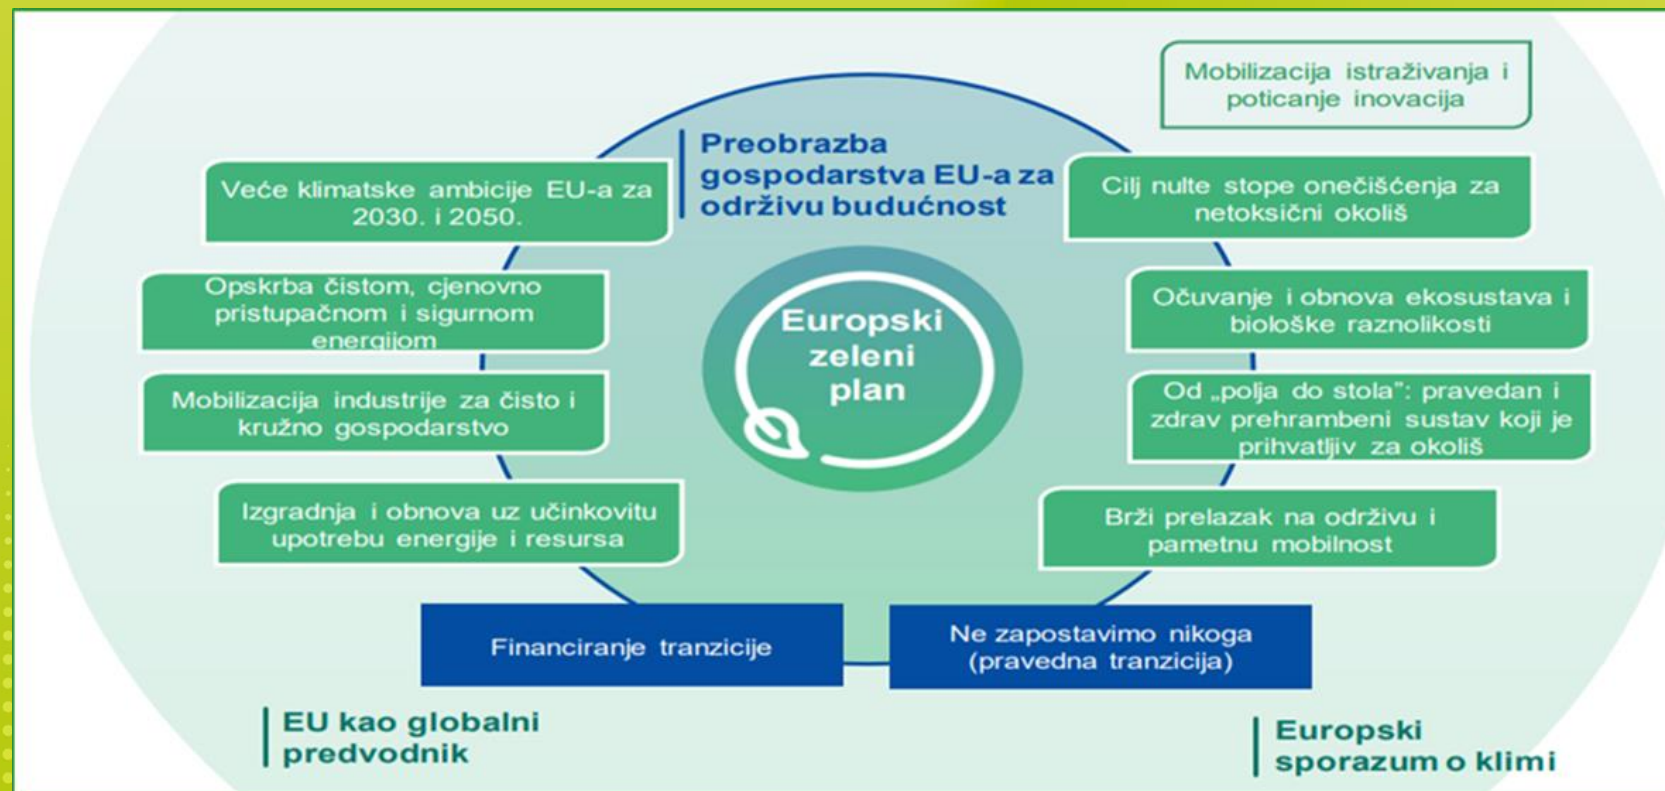 Mobilizacija istraživanja i
poticanje inovacija
Preobrazba
gospodarstva EU-a za
održivu budućnost
Veće klimatske ambicije EU-a za
2030. i 2050.
Opskrba čistom, cjenovno
pristupačnom i sigurnom
energijom
Mobilizacija industrije za čisto i
kružno gospodarstvo
Izgradnja i obnova uz učinkovitu
upotrebu energije i resursa
Europski
zeleni
plan
Cilj nulte stope onečišćenja za
netoksični okoliš
Očuvanje i obnova ekosustava i
biološke raznolikosti
Od „polja do stola”: pravedan i
zdrav prehrambeni sustav koji je
prihvatljiv za okoliš
Brži prelazak na održivu i
pametnu mobilnost
Financiranje tranzicije
Ne zapostavimo nikoga
(pravedna tranzicija)
EU kao globalni
predvodnik
Europski
sporazum o klimi